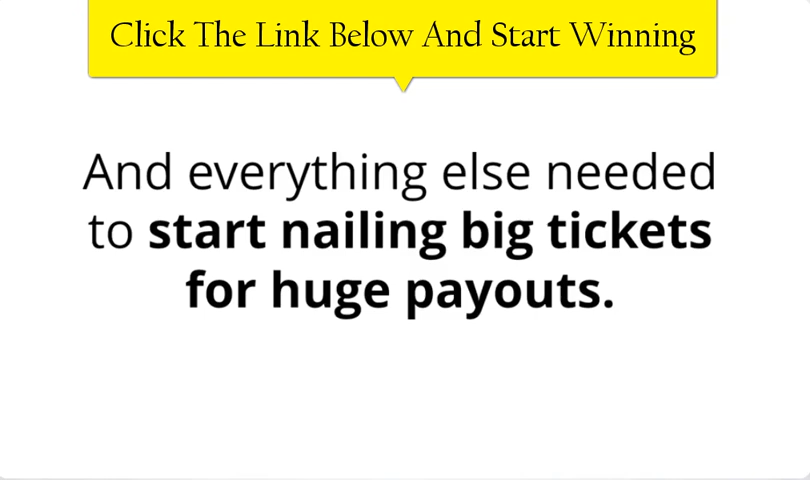 Click The Link Below And Start Winning
And everything else needed
to start nailing big tickets
for huge payouts.